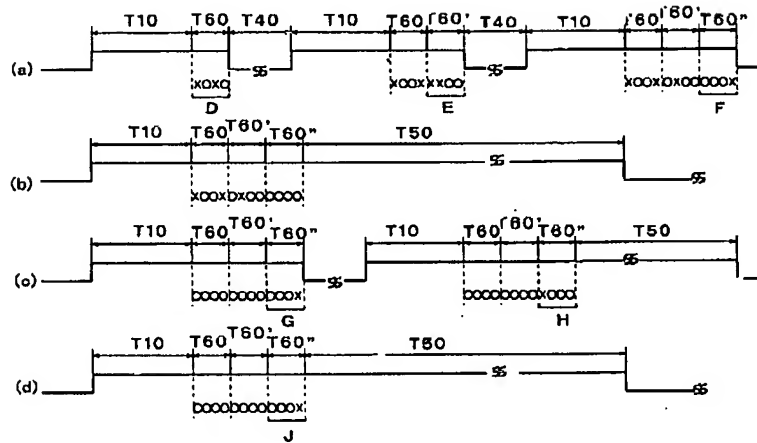 T10 T60 T40 T10 T60 T60' T40 T10 T60 T60' T60"
(a)
xoxo xoox xxoo xoox oxoo ooox
D E F
T10 T60 T60' T60" T50
(b)
xoox oxoo oooo
T10 T60 T60' T60" T10 T60 T60' T60" T50
(c)
oooo oooo ooox oooo oooo xooo
G H
T10 T60 T60' T60" T50
(d)
oooo oooo ooox
J